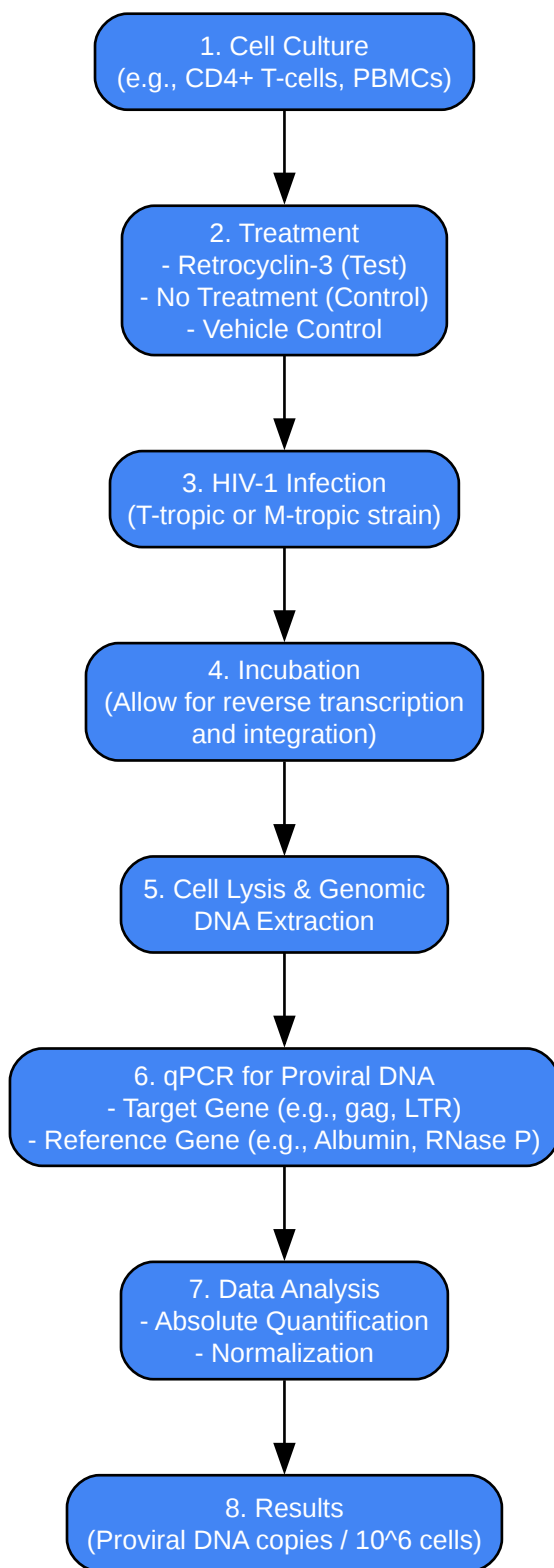 1. Cell Culture
(e.g., CD4+ T-cells, PBMCs)
2. Treatment
- Retrocyclin-3 (Test)
- No Treatment (Control)
- Vehicle Control
3. HIV-1 Infection
(T-tropic or M-tropic strain)
4. Incubation
(Allow for reverse transcription
and integration)
5. Cell Lysis & Genomic
DNA Extraction
6. qPCR for Proviral DNA
- Target Gene (e.g., gag, LTR)
- Reference Gene (e.g., Albumin, RNase P)
7. Data Analysis
- Absolute Quantification
- Normalization
8. Results
(Proviral DNA copies / 10^6 cells)